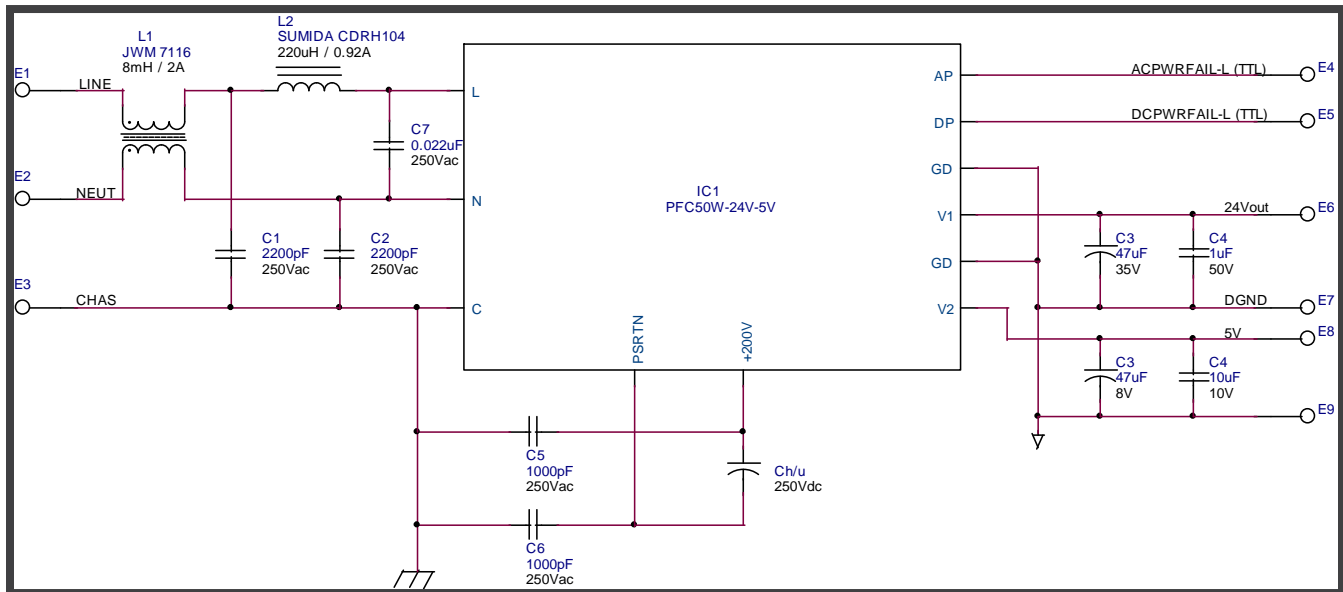 L1
JWM 7116
8mH / 2A
L2
SUMIDA CDRH104
220uH / 0.92A
E1
LINE
E2
NEUT
E3
CHAS
C1
2200pF
250Vac
C2
2200pF
250Vac
C7
0.022uF
250Vac
L
N
C
IC1
PFC50W-24V-5V
PSRTN
+200V
AP
DP
GD
V1
GD
V2
ACPWRFAIL-L (TTL)
E4
DCPWRFAIL-L (TTL)
E5
24Vout
E6
C3
47uF
35V
C4
1uF
50V
DGND
E7
5V
E8
C3
47uF
8V
C4
10uF
10V
E9
C5
1000pF
250Vac
Ch/u
250Vdc
C6
1000pF
250Vac